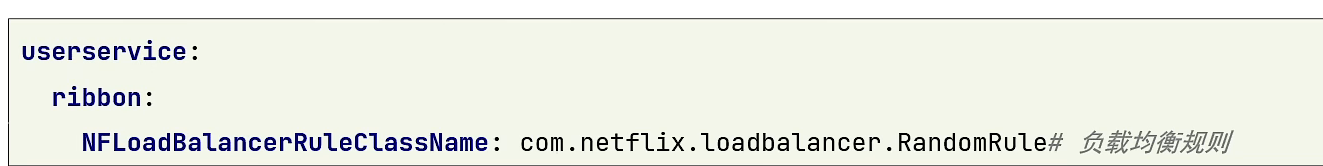 userservice:
ribbon:
NFLoadBalancerRuleClassName: com.netflix.loadbalancer.RandomRule# 负载均衡规则